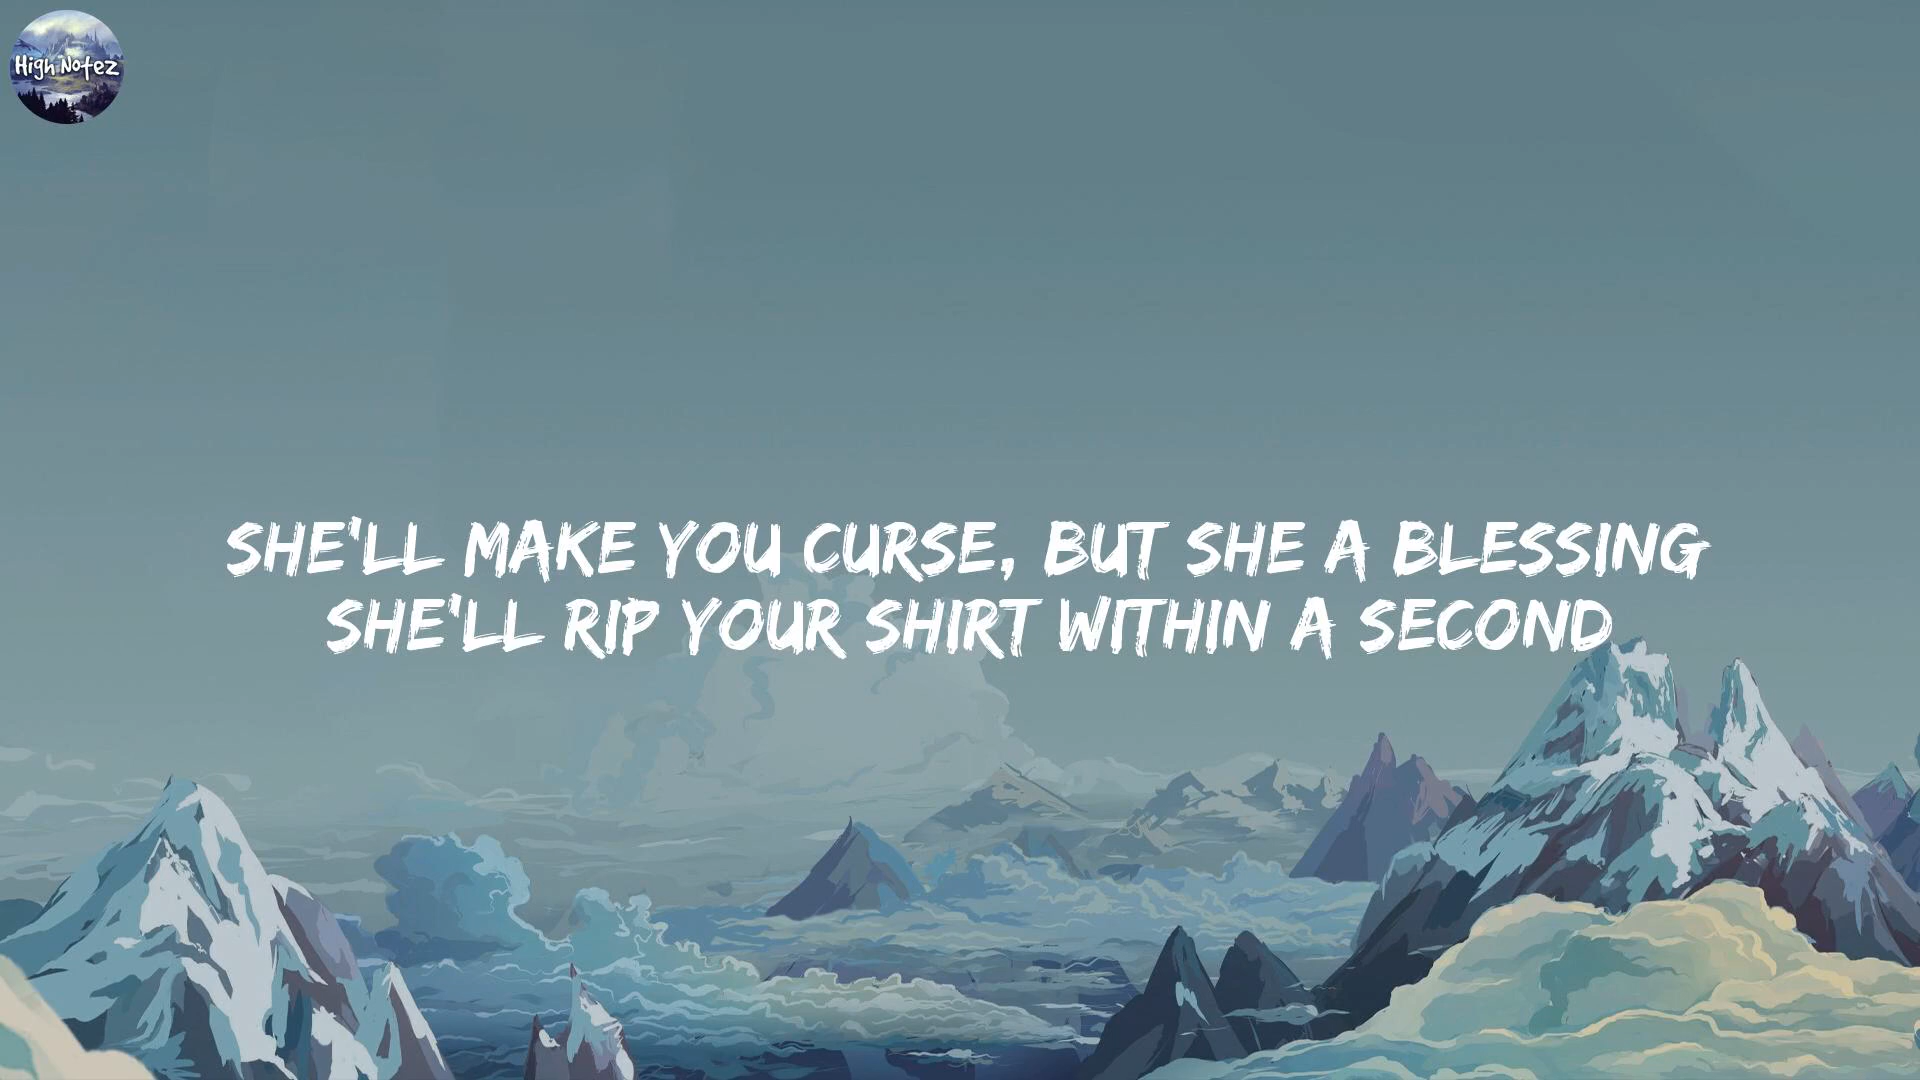 High Notez
SHE'LL MAKE YOU CURSE, BUT SHE A BLESSING
SHE'LL RIP YOUR SHIRT WITHIN A SECOND